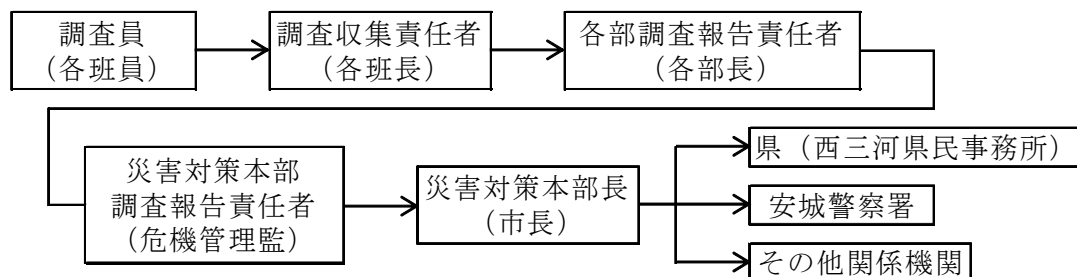 調査員
（各班員）
調査収集責任者
（各班長）
各部調査報告責任者
（各部長）
災害対策本部
調査報告責任者
（危機管理監）
災害対策本部長
（市長）
県（西三河県民事務所）
安城警察署
その他関係機関